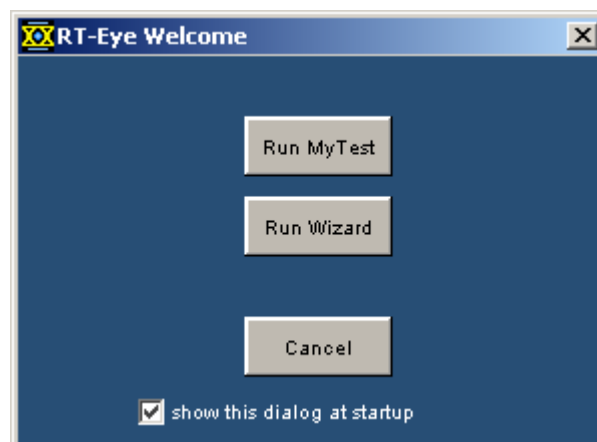 RT-Eye Welcome
Run MyTest
Run Wizard
Cancel
show this dialog at startup